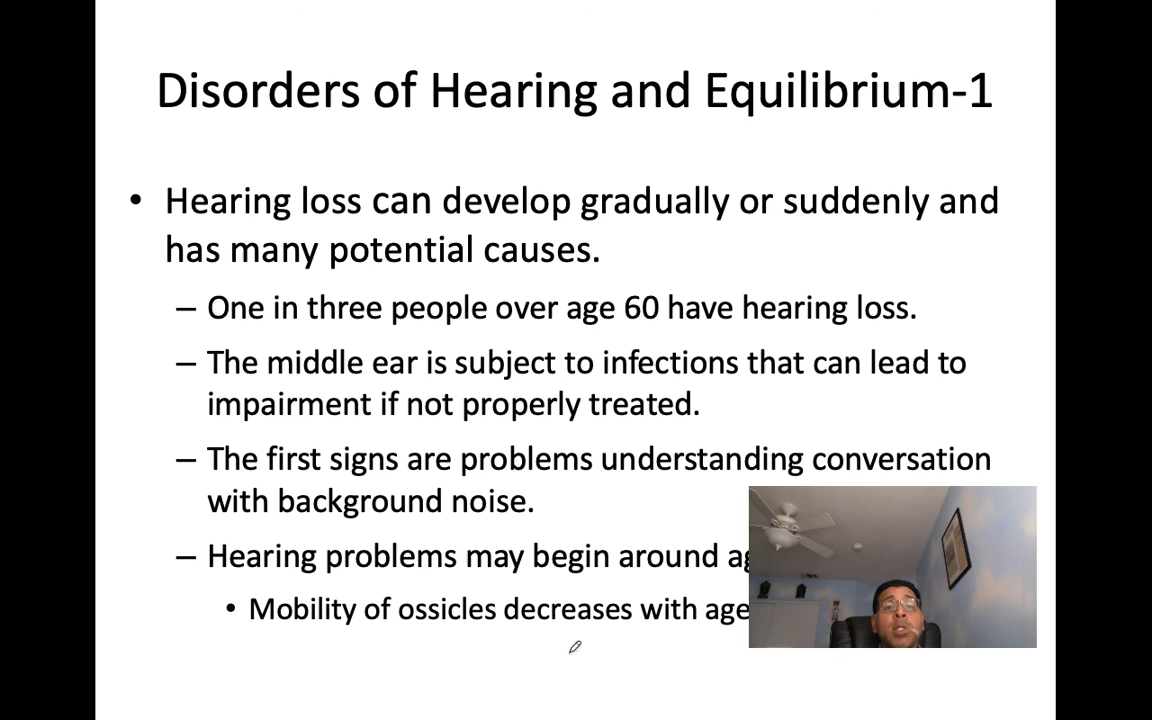 Disorders of Hearing and Equilibrium-1
• Hearing loss can develop gradually or suddenly and
has many potential causes.
– One in three people over age 60 have hearing loss.
– The middle ear is subject to infections that can lead to
impairment if not properly treated.
– The first signs are problems understanding conversation
with background noise.
– Hearing problems may begin around
• Mobility of ossicles decreases with age